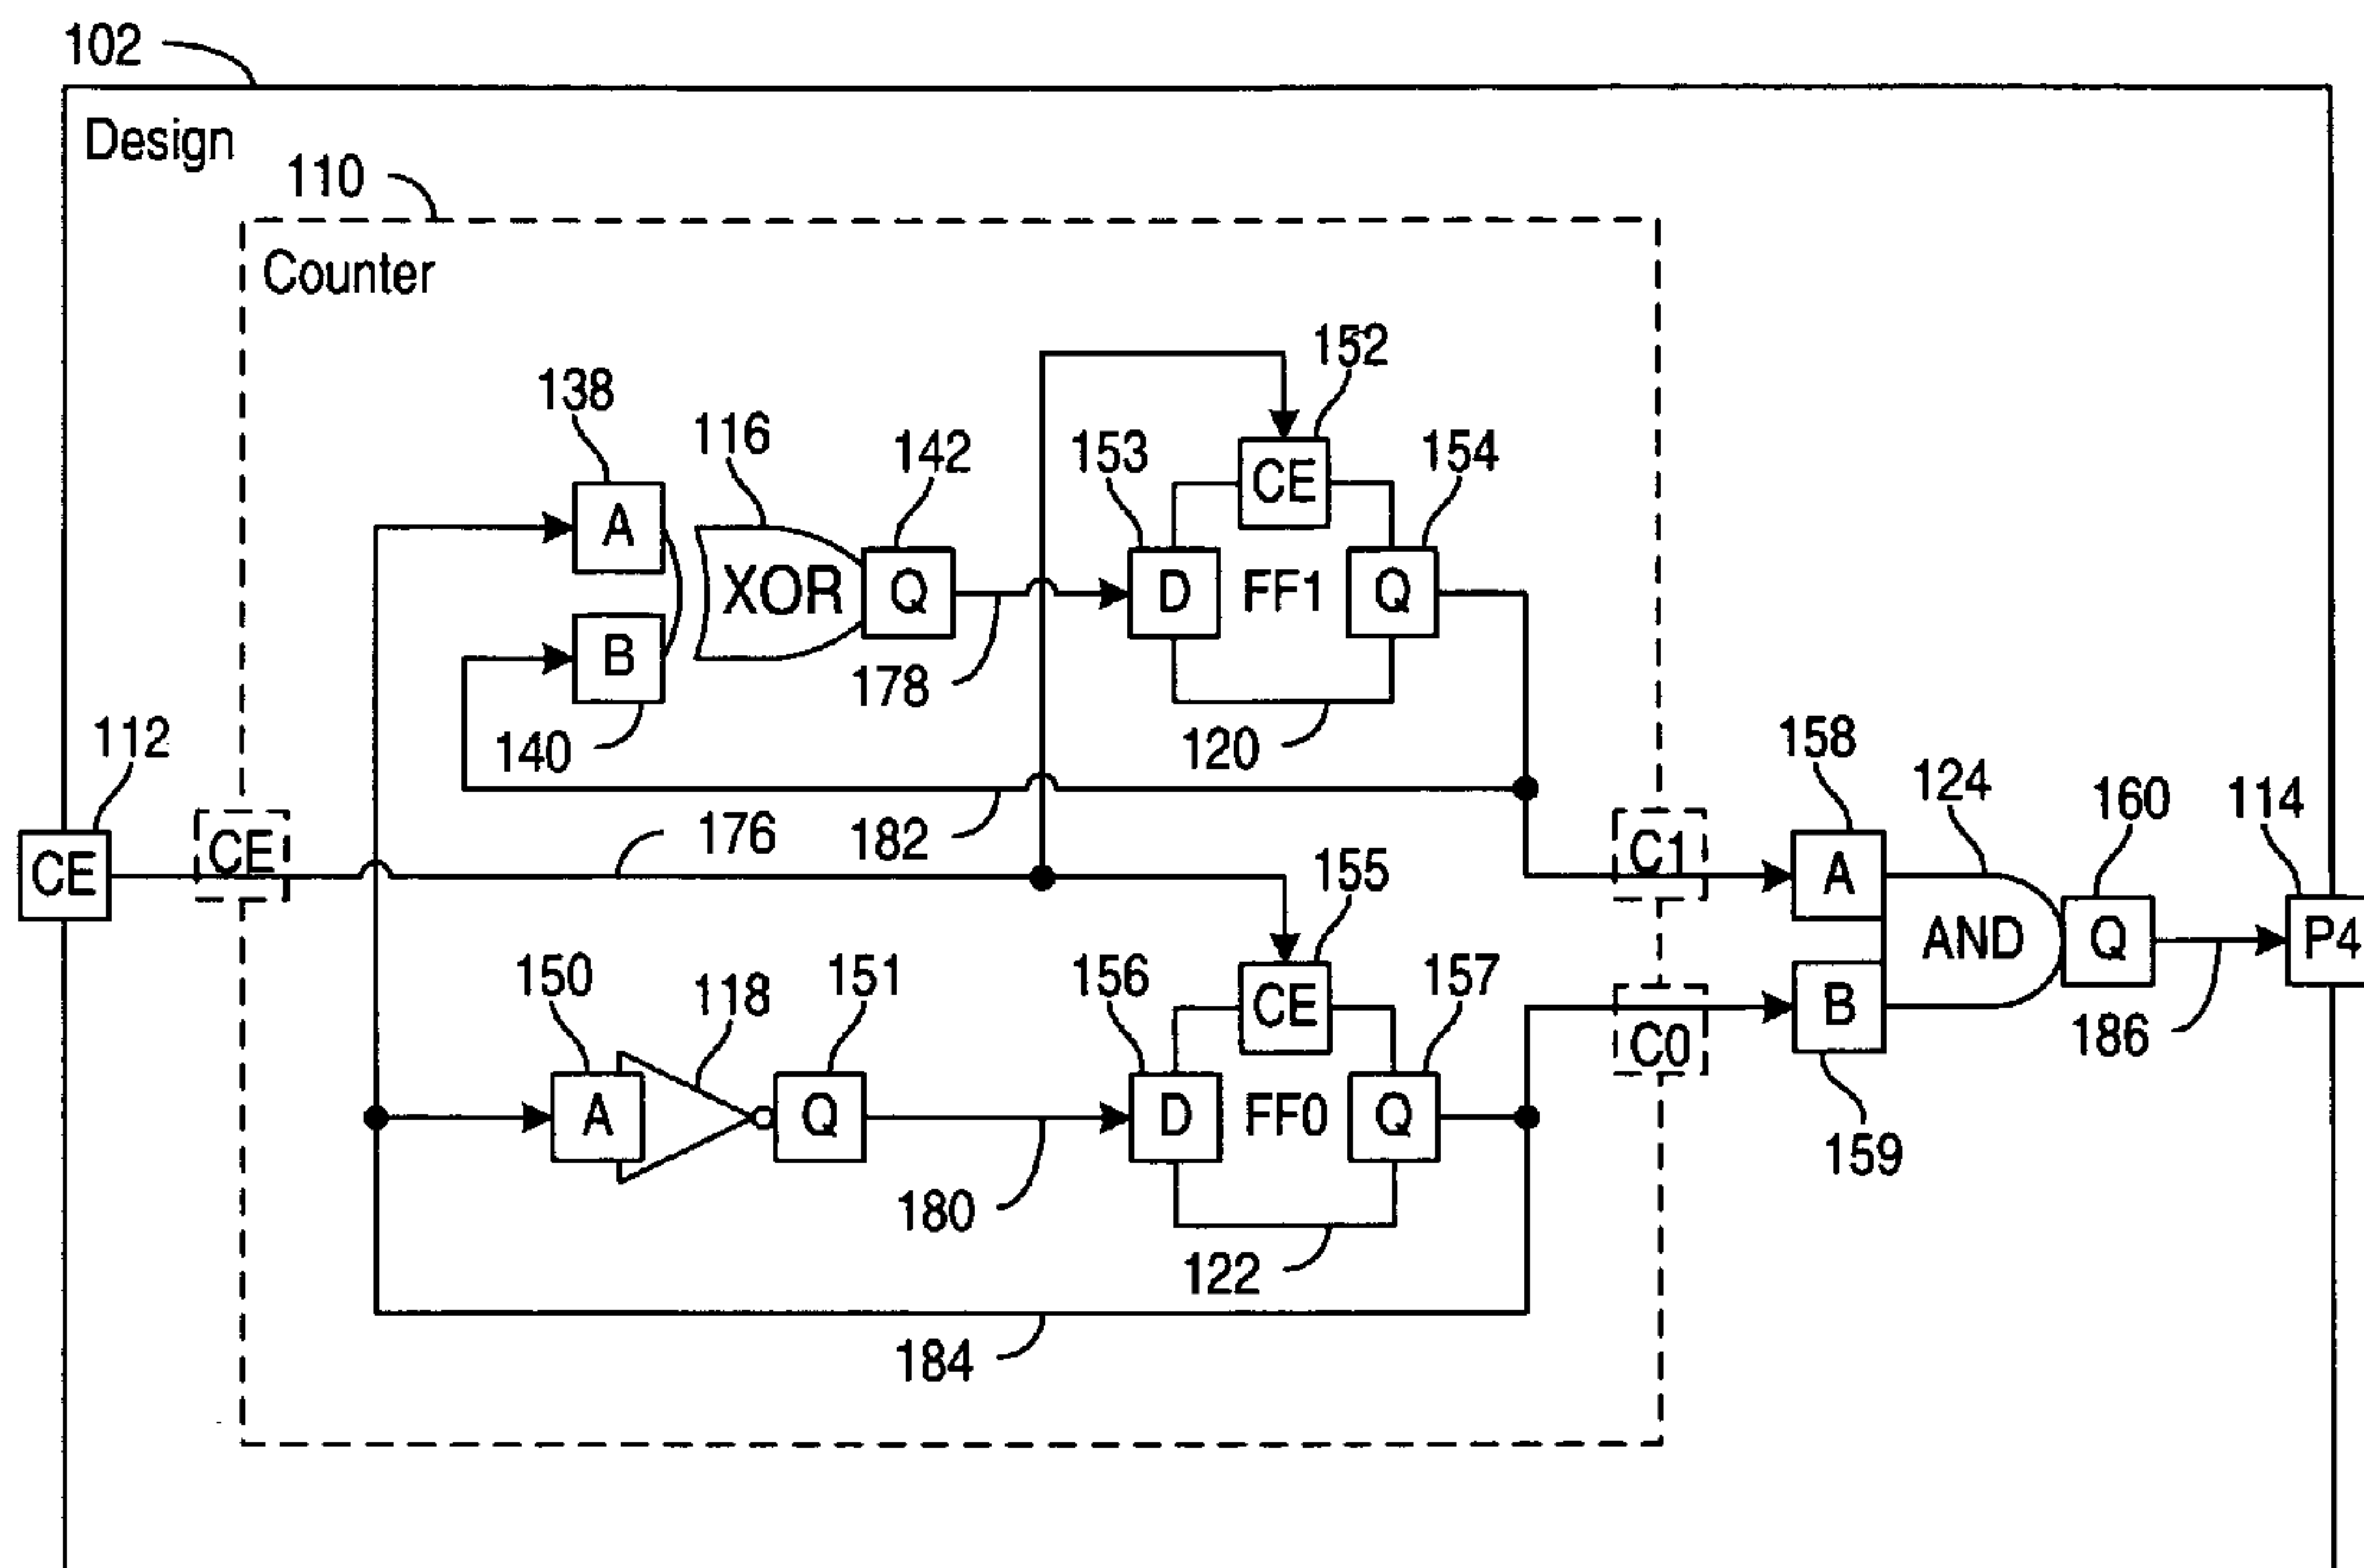 102
Design
110
Counter
152
138
116
142
153
154
CE
A
XOR
Q
D
FF1
Q
B
178
112
140
120
158
124
160
114
176
182
CE
CE
C1
155
A
AND
Q
P4
150
118
151
156
157
CE
B
C0
186
A
Q
D
FF0
Q
159
180
122
184